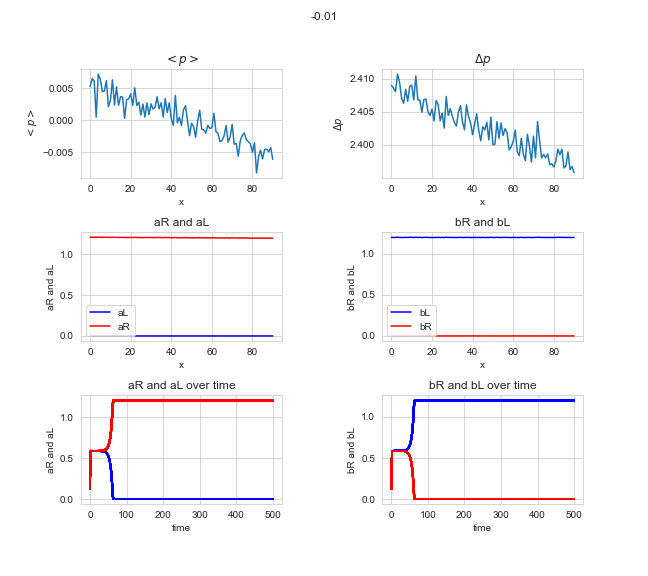 -0.01
< p >
Δp
< p >
0.005
0.000
−0.005
0 20 40 60 80
x
Δp
2.410
2.405
2.400
0 20 40 60 80
x
aR and aL
bR and bL
aR and aL
1.0
0.5
0.0
aL
aR
0 20 40 60 80
x
bR and bL
1.0
0.5
0.0
bL
bR
0 20 40 60 80
x
aR and aL over time
bR and bL over time
aR and aL
1.0
0.5
0.0
0 100 200 300 400 500
time
bR and bL
1.0
0.5
0.0
0 100 200 300 400 500
time